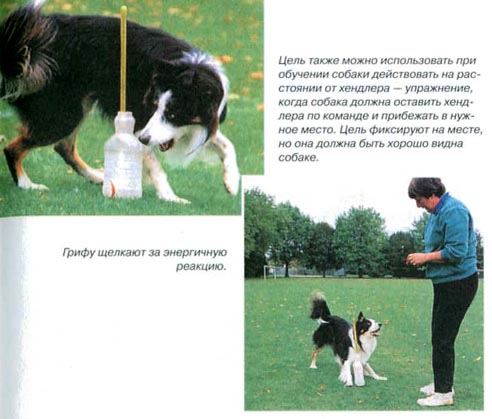 Цель также можно использовать при
обучении собаки действовать на рас-
стоянии от хендлера — упражнение,
когда собака должна оставить хенд-
лера по команде и прибежать в нуж-
ное место. Цель фиксируют на месте,
но она должна быть хорошо видна
собаке.
Грифу щелкают за энергичную
реакцию.